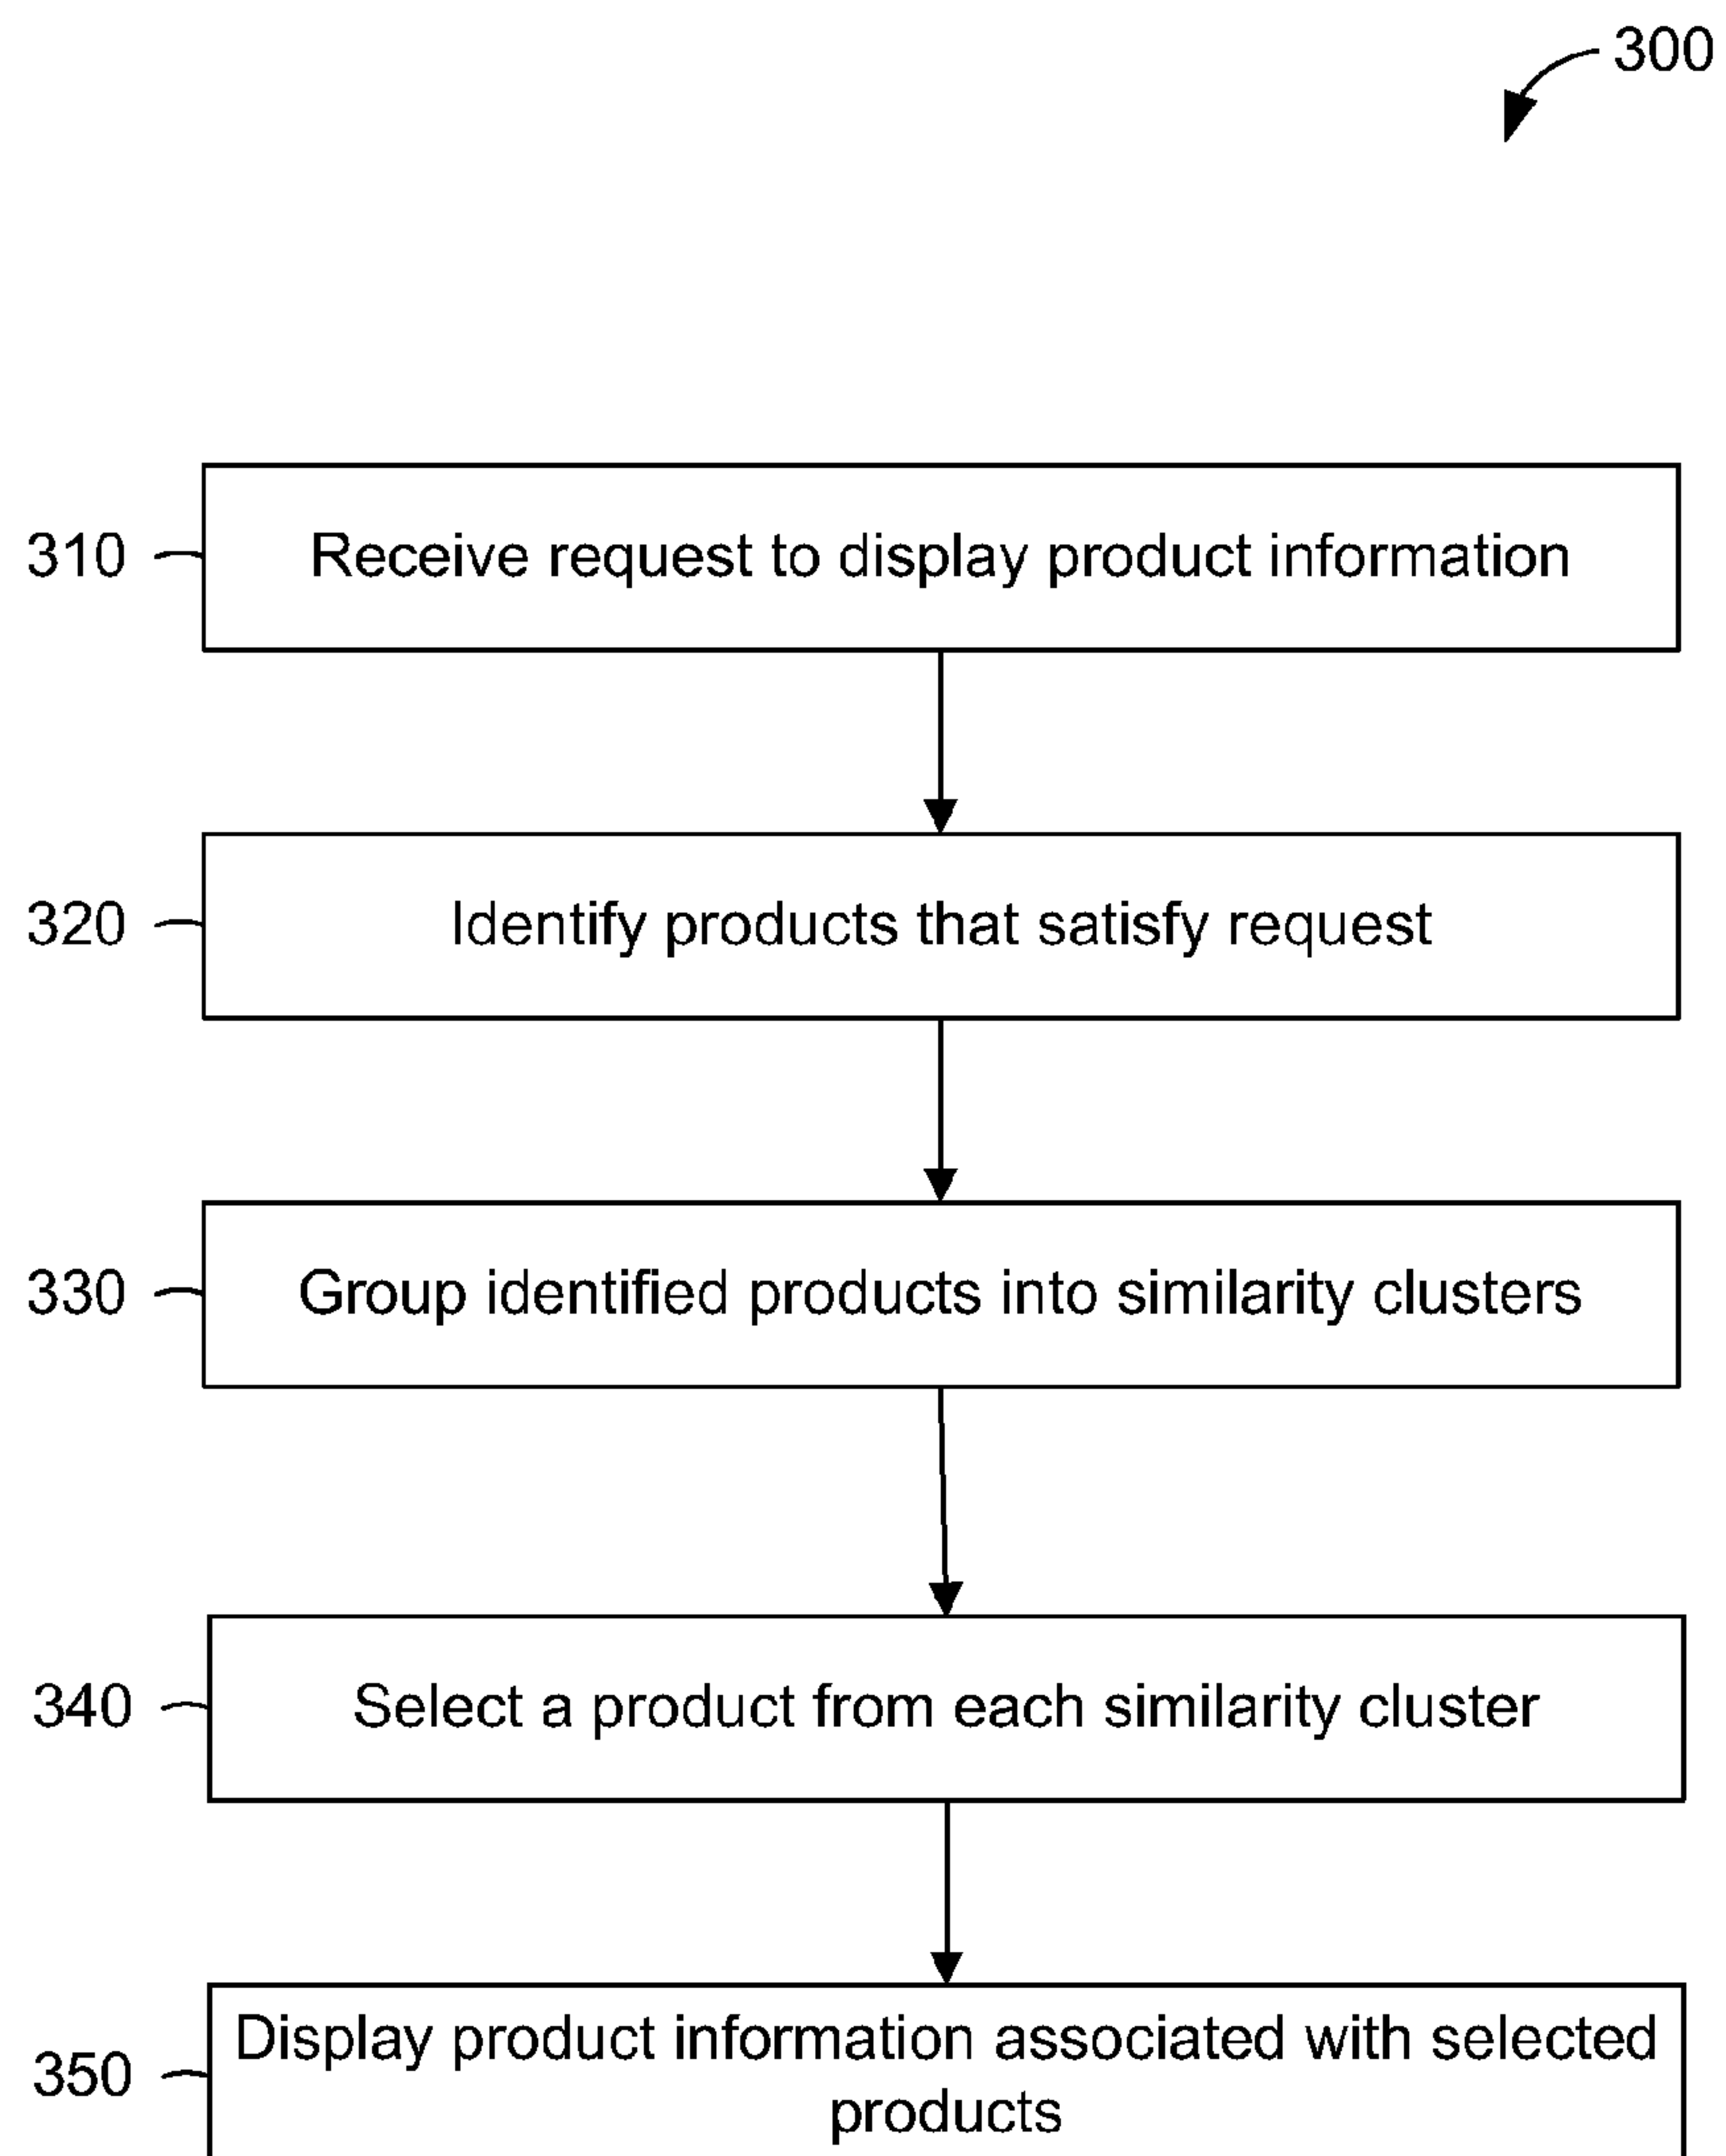 300
310 Receive request to display product information
320 Identify products that satisfy request
330 Group identified products into similarity clusters
340 Select a product from each similarity cluster
350 Display product information associated with selected
products